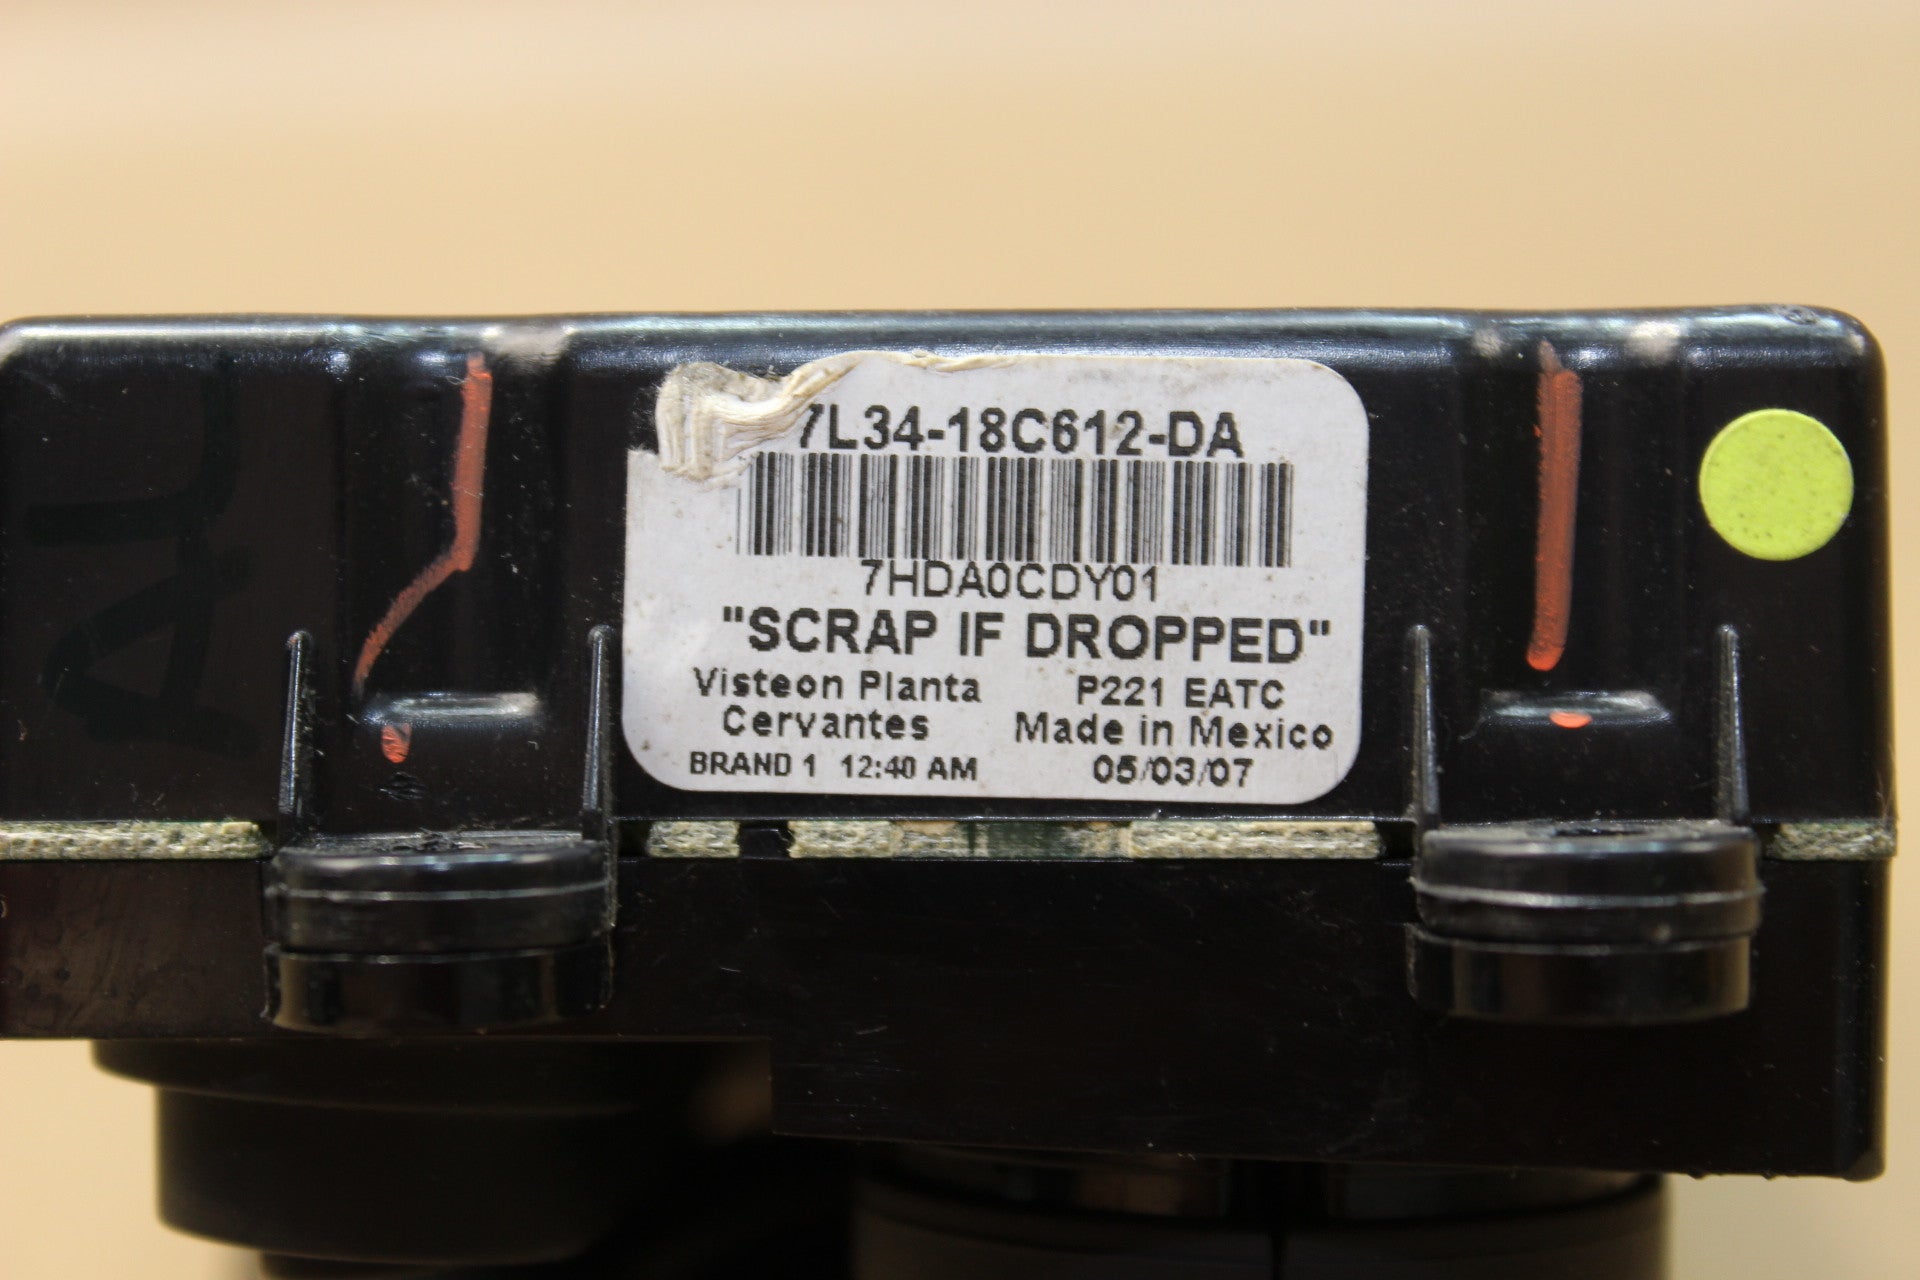 7L34-18C612-DA
7HDA0CDY01
"SCRAP IF DROPPED"
Visteon Planta P221 EATC
Cervantes Made in Mexico
BRAND 1 12:40 AM 05/03/07